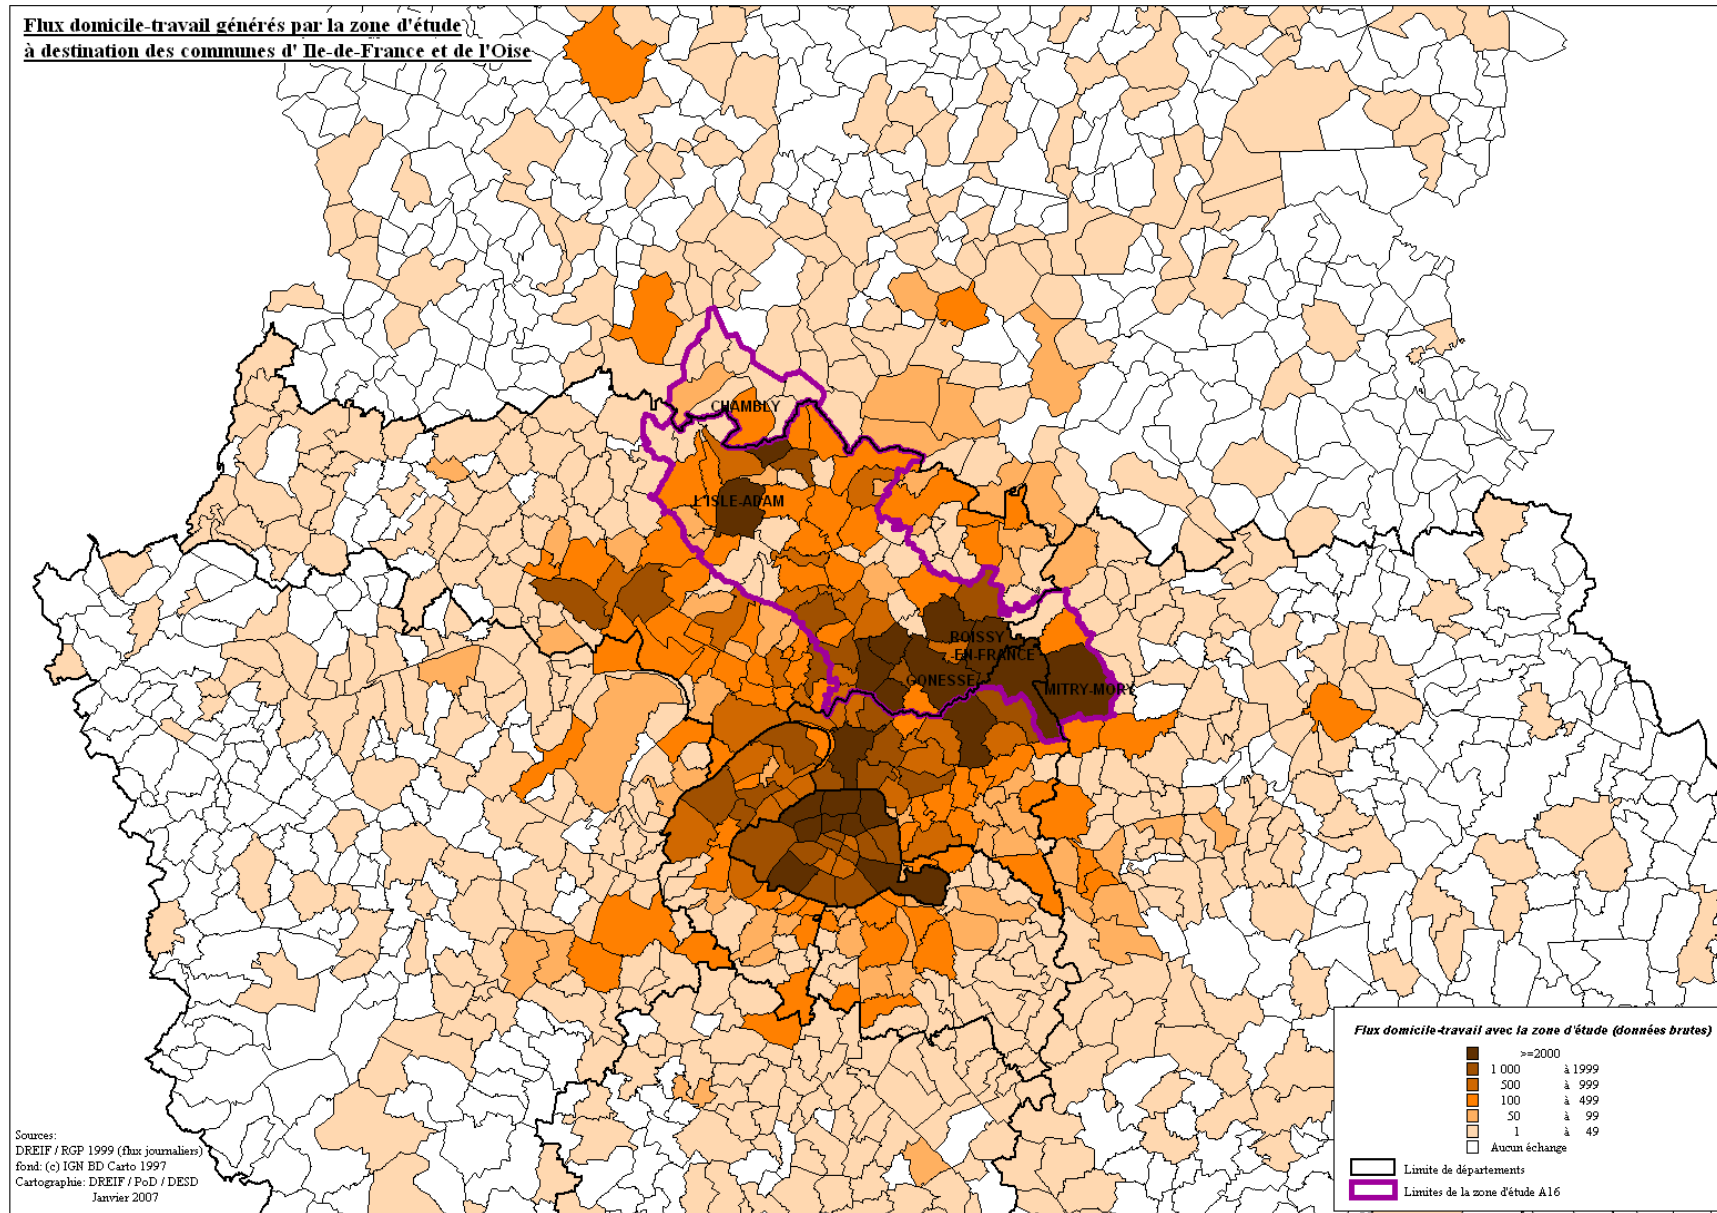 Flux domicile-travail générés par la zone d'étude
à destination des communes d' Ile-de-France et de l'Oise
CHAMBLY
L'ISLE-ADAM
ROISSY
-EN-FRANCE
GONESSE
MITRY-MORY
Flux domicile-travail avec la zone d'étude (données brutes)
>=2000
1 000 à 1999
500 à 999
100 à 499
50 à 99
1 à 49
Aucun échange
Limite de départements
Limites de la zone d'étude A16
Sources:
DREIF / RGP 1999 (flux journaliers)
fond: (c) IGN BD Carto 1997
Cartographie: DREIF / PoD / DESD
Janvier 2007